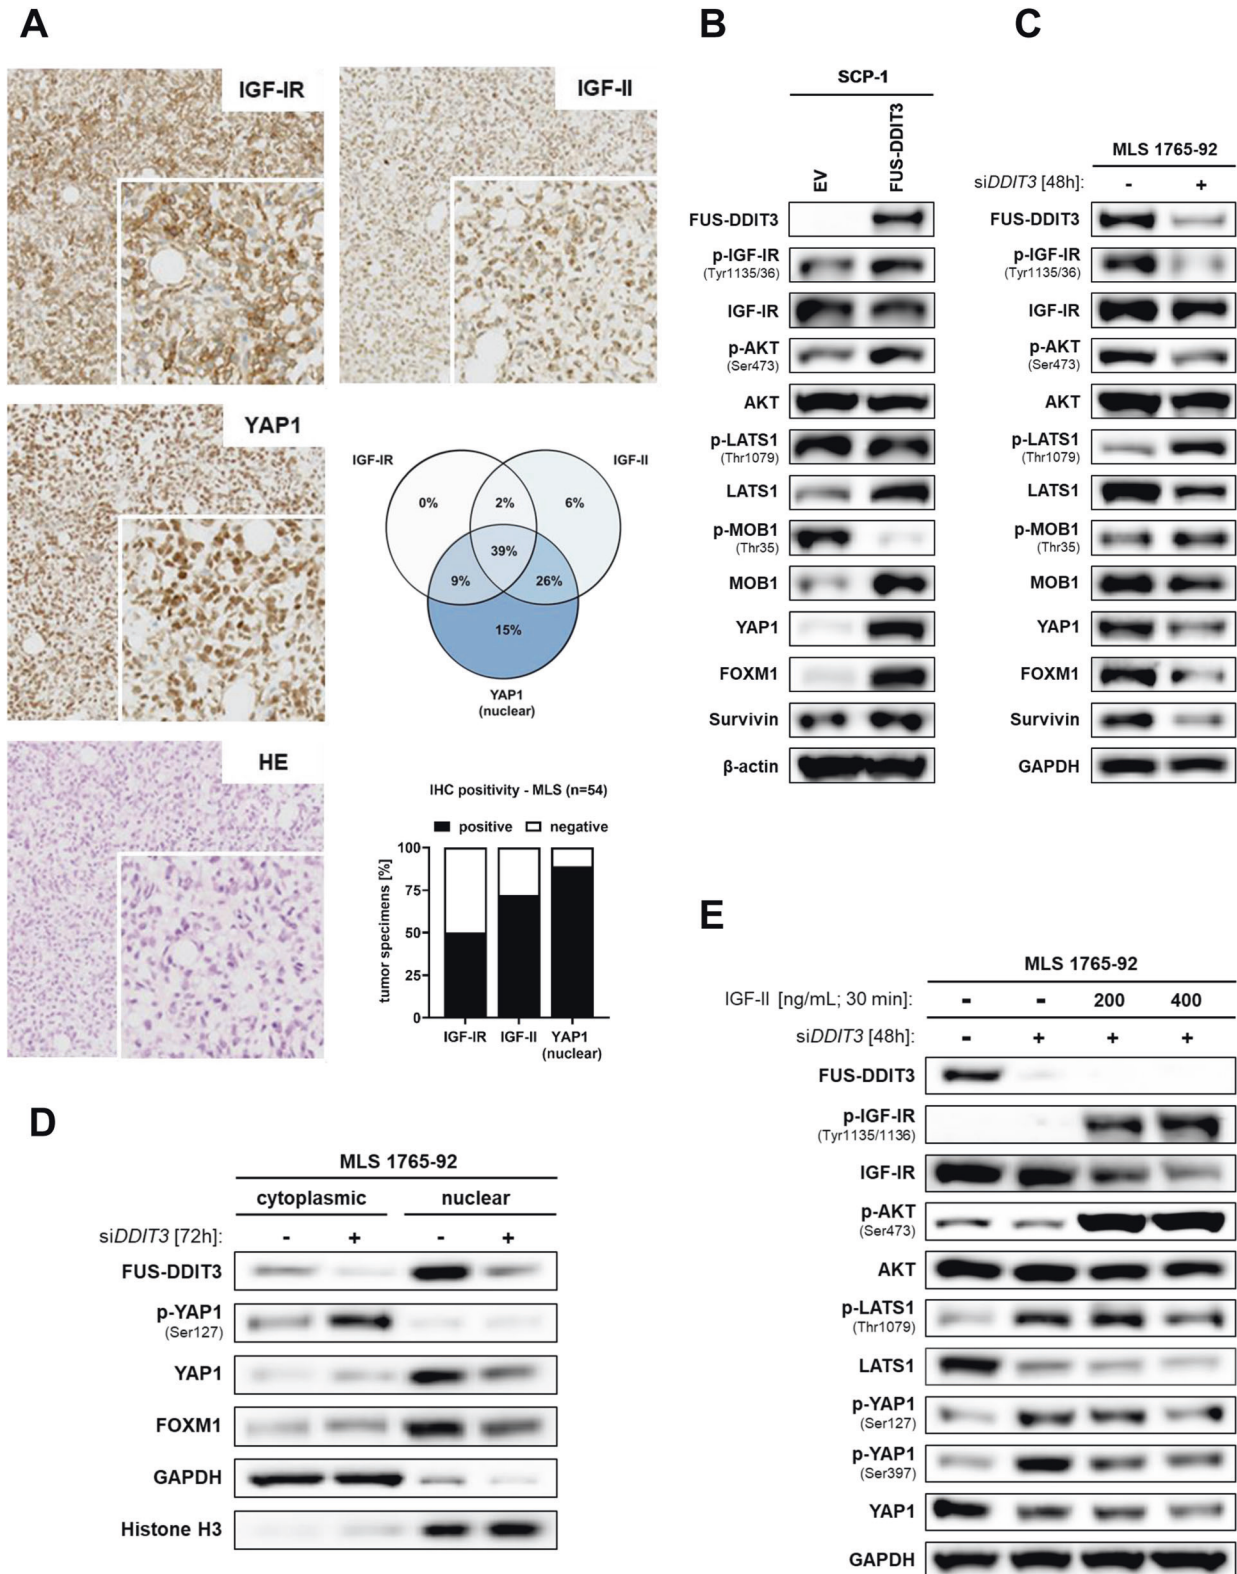 A
IGF-IR
IGF-II
YAP1
HE
IGF-IR
IGF-II
0%
2%
6%
39%
9%
26%
15%
YAP1
(nuclear)
IHC positivity - MLS (n=54)
positive negative
tumor specimens [%]
100
75
50
25
0
IGF-IR IGF-II YAP1
(nuclear)
B
SCP-1
EV FUS-DDIT3
FUS-DDIT3
p-IGF-IR
(Tyr1135/36)
IGF-IR
p-AKT
(Ser473)
AKT
p-LATS1
(Thr1079)
LATS1
p-MOB1
(Thr35)
MOB1
YAP1
FOXM1
Survivin
β-actin
C
MLS 1765-92
siDDIT3 [48h]: - +
FUS-DDIT3
p-IGF-IR
(Tyr1135/36)
IGF-IR
p-AKT
(Ser473)
AKT
p-LATS1
(Thr1079)
LATS1
p-MOB1
(Thr35)
MOB1
YAP1
FOXM1
Survivin
GAPDH
D
MLS 1765-92
cytoplasmic nuclear
siDDIT3 [72h]: - + - +
FUS-DDIT3
p-YAP1
(Ser127)
YAP1
FOXM1
GAPDH
Histone H3
E
MLS 1765-92
IGF-II [ng/mL; 30 min]: - - 200 400
siDDIT3 [48h]: - + + +
FUS-DDIT3
p-IGF-IR
(Tyr1135/1136)
IGF-IR
p-AKT
(Ser473)
AKT
p-LATS1
(Thr1079)
LATS1
p-YAP1
(Ser127)
p-YAP1
(Ser397)
YAP1
GAPDH